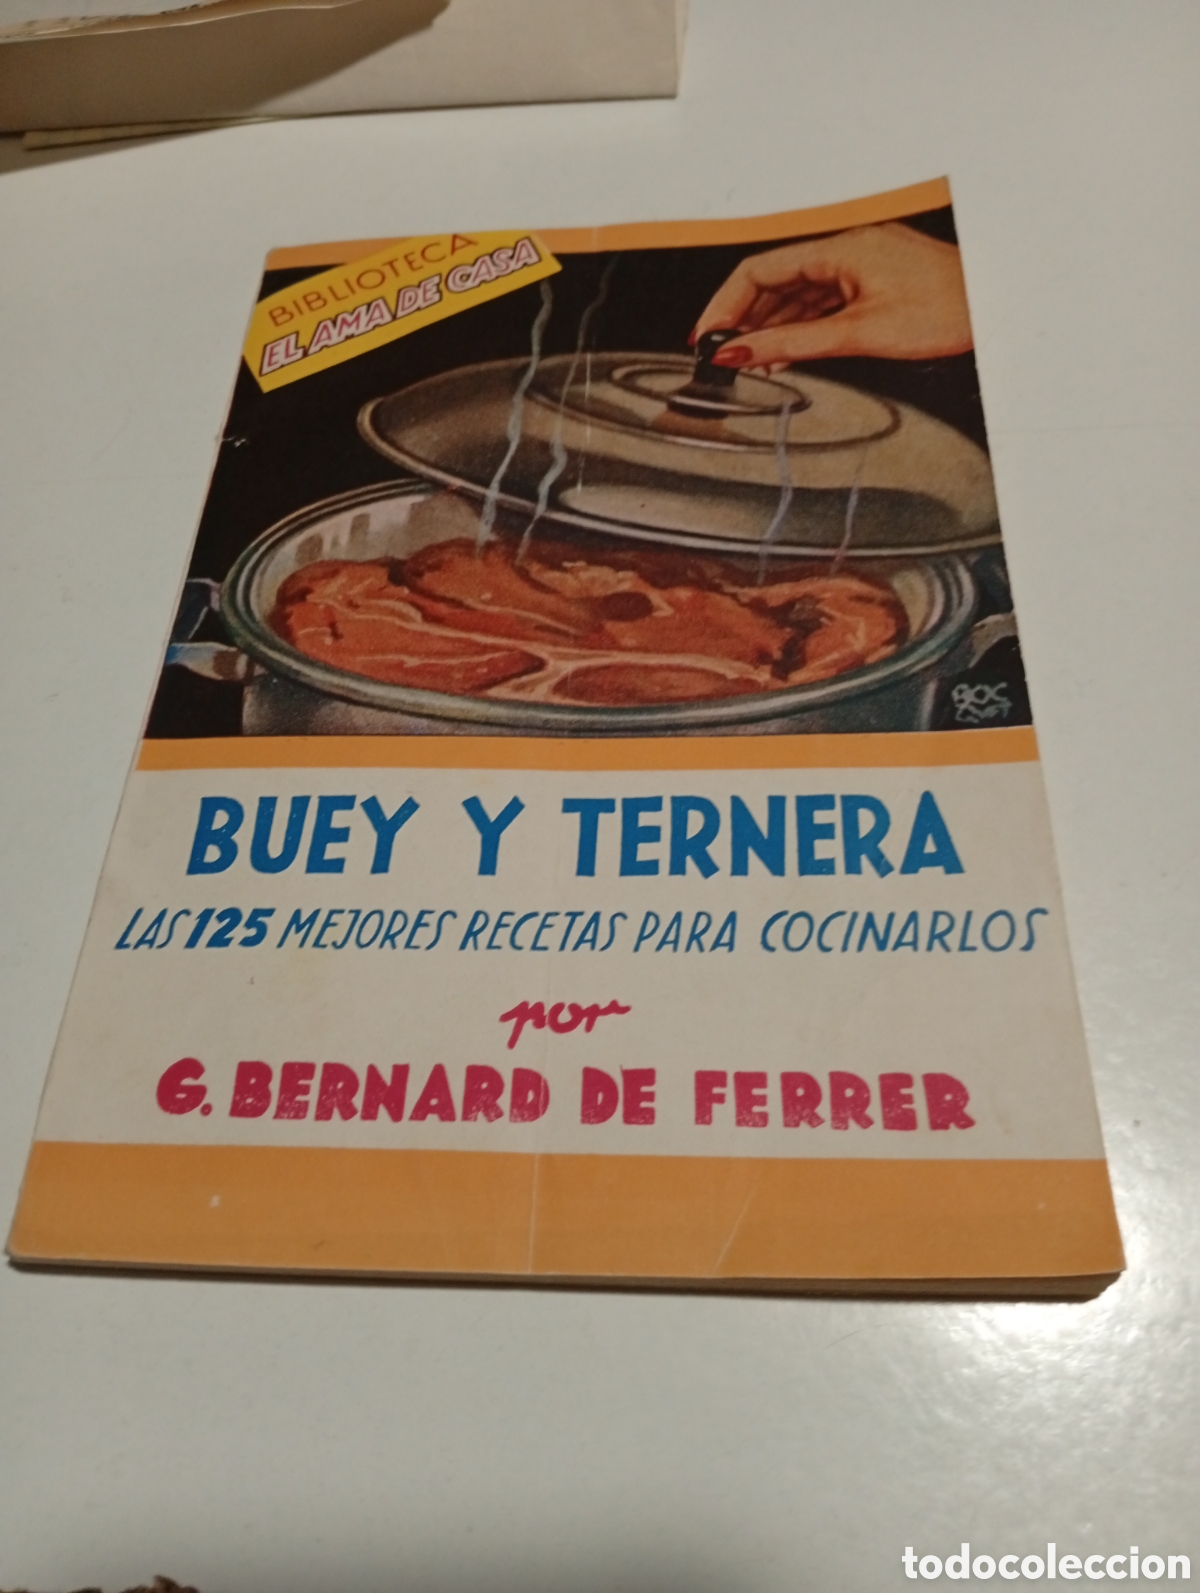 BIBLIOTECA
EL AMA DE CASA
BUEY Y TERNERA
LAS 125 MEJORES RECETAS PARA COCINARLOS
por
G. BERNARD DE FERRER
todocoleccion